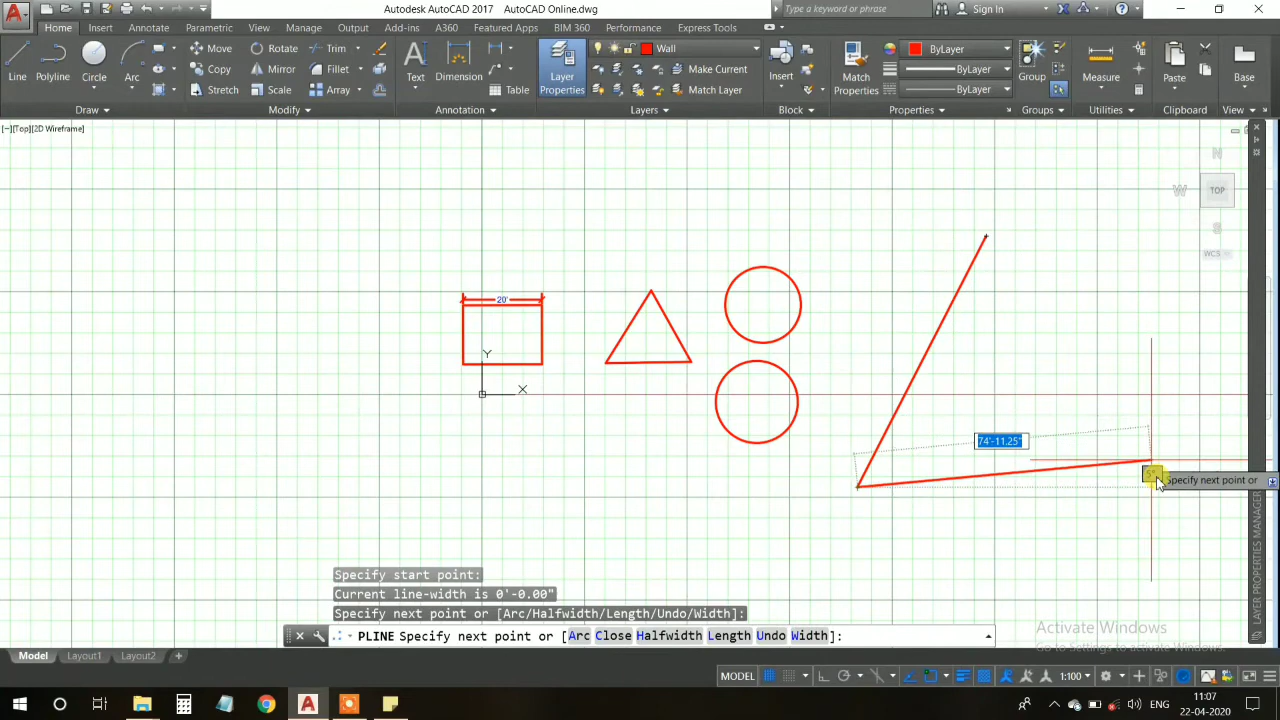 Autodesk AutoCAD 2017 AutoCAD Online.dwg
Type a keyword or phrase
Sign In
Home Insert Annotate Parametric View Manage Output Add-ins A360 Featured Apps BIM 360 Performance Express Tools
Line Polyline Circle Arc
Move Rotate Trim
Copy Mirror Fillet
Stretch Scale Array
Text Dimension Table
Layer Properties
Wall
Make Current
Match Layer
Insert
Match Properties
ByLayer
ByLayer
ByLayer
Group Measure Paste Base
Draw Modify Annotation Layers Block Properties Groups Utilities Clipboard View
[−][Top][2D Wireframe]
N
W TOP
S
WCS
20'
Y
X
74'-11.25"
5°
Specify next point or
LAYER PROPERTIES MANAGER
Specify start point:
Current line-width is 0'-0.00"
Specify next point or [Arc/Halfwidth/Length/Undo/Width]:
PLINE Specify next point or [Arc Close Halfwidth Length Undo Width]:
Activate Windows
Go to Settings to activate Windows.
Model Layout1 Layout2 +
MODEL 1:100
ENG 11:07
22-04-2020